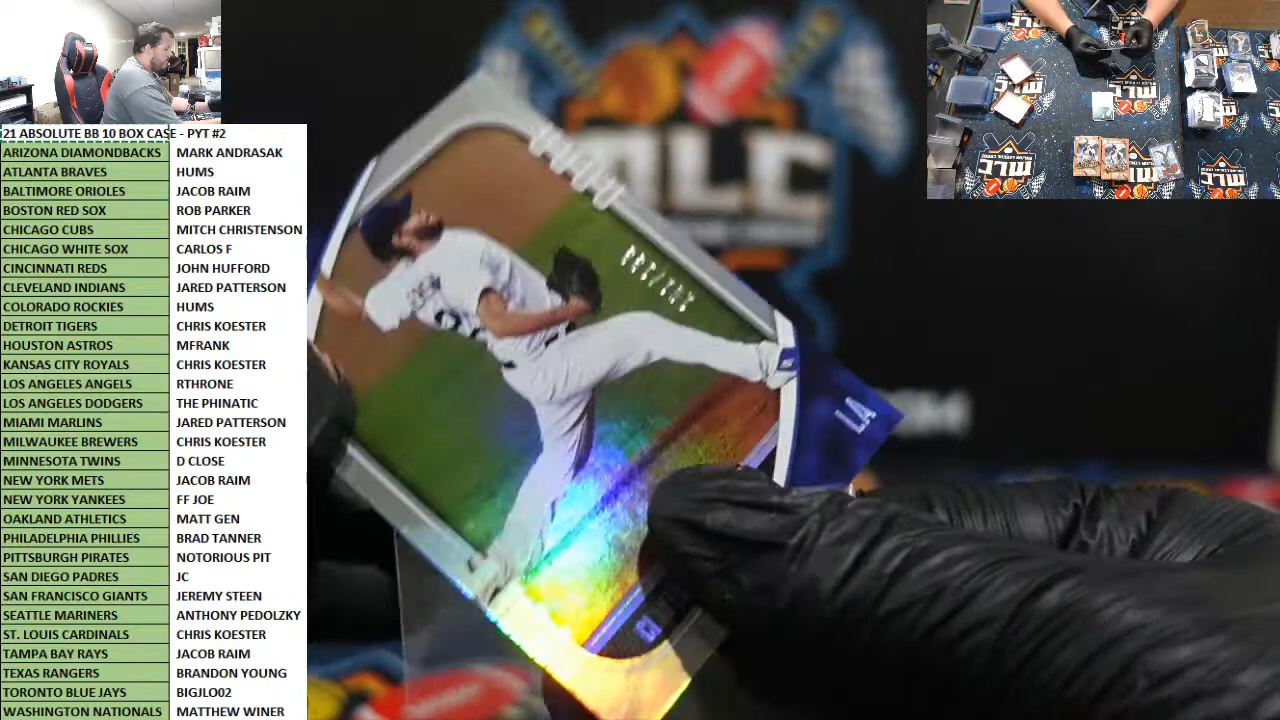 21 ABSOLUTE BB 10 BOX CASE - PYT #2
ARIZONA DIAMONDBACKS MARK ANDRASAK
ATLANTA BRAVES HUMS
BALTIMORE ORIOLES JACOB RAIM
BOSTON RED SOX ROB PARKER
CHICAGO CUBS MITCH CHRISTENSON
CHICAGO WHITE SOX CARLOS F
CINCINNATI REDS JOHN HUFFORD
CLEVELAND INDIANS JARED PATTERSON
COLORADO ROCKIES HUMS
DETROIT TIGERS CHRIS KOESTER
HOUSTON ASTROS MFRANK
KANSAS CITY ROYALS CHRIS KOESTER
LOS ANGELES ANGELS RTHRONE
LOS ANGELES DODGERS THE PHINATIC
MIAMI MARLINS JARED PATTERSON
MILWAUKEE BREWERS CHRIS KOESTER
MINNESOTA TWINS D CLOSE
NEW YORK METS JACOB RAIM
NEW YORK YANKEES FF JOE
OAKLAND ATHLETICS MATT GEN
PHILADELPHIA PHILLIES BRAD TANNER
PITTSBURGH PIRATES NOTORIOUS PIT
SAN DIEGO PADRES JC
SAN FRANCISCO GIANTS JEREMY STEEN
SEATTLE MARINERS ANTHONY PEDOLZKY
ST. LOUIS CARDINALS CHRIS KOESTER
TAMPA BAY RAYS JACOB RAIM
TEXAS RANGERS BRANDON YOUNG
TORONTO BLUE JAYS BIGJLO02
WASHINGTON NATIONALS MATTHEW WINER
MLC
LA